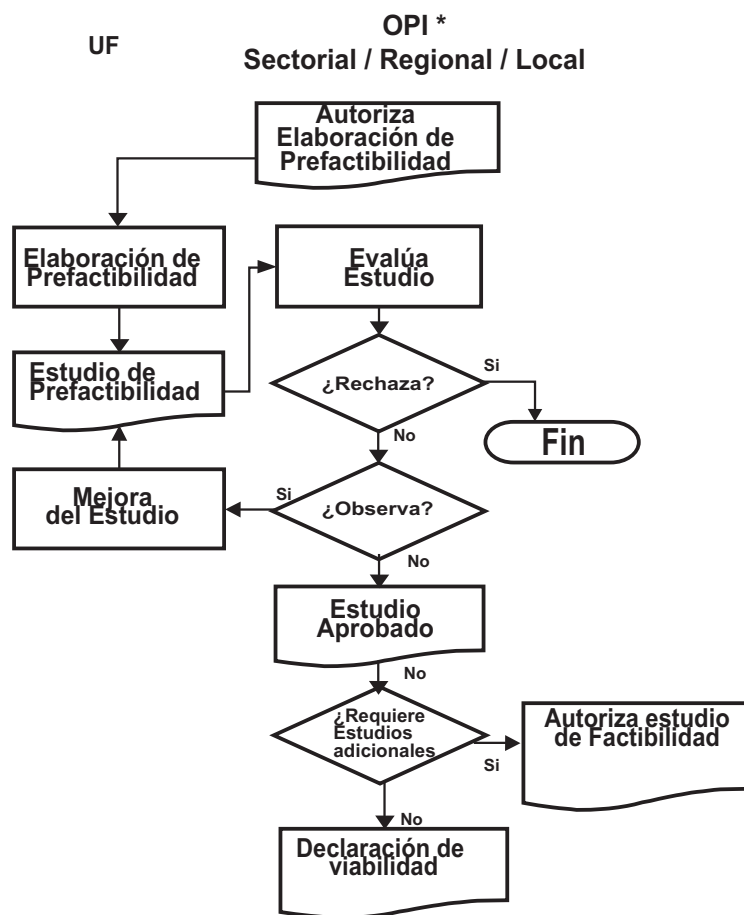 UF
OPI *
Sectorial / Regional / Local
Autoriza
Elaboración de
Prefactibilidad
Elaboración de
Prefactibilidad
Evalúa
Estudio
Estudio de
Prefactibilidad
¿Rechaza?
Si
Fin
No
Mejora
del Estudio
Si
¿Observa?
No
Estudio
Aprobado
No
¿Requiere
Estudios
adicionales
Si
Autoriza estudio
de Factibilidad
No
Declaración de
viabilidad